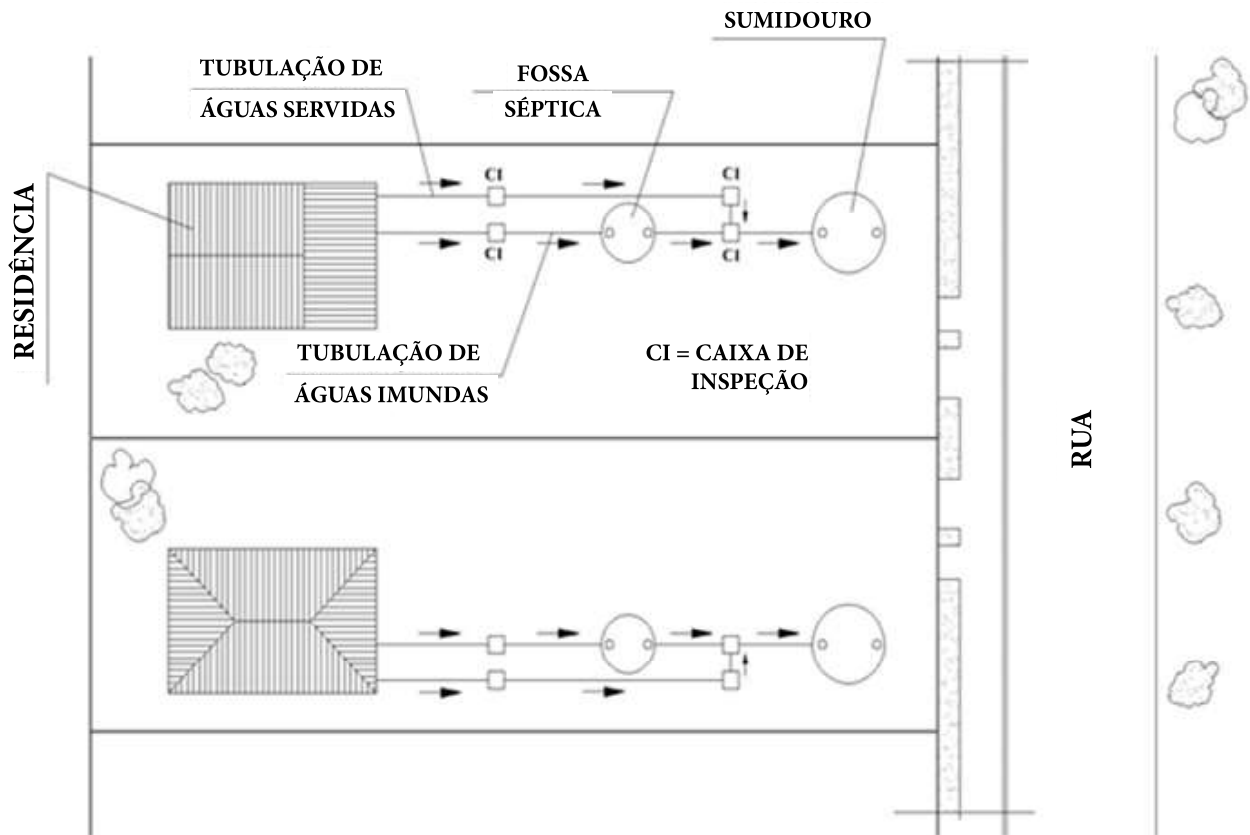 SUMIDOURO
TUBULAÇÃO DE
ÁGUAS SERVIDAS
FOSSA
SÉPTICA
RESIDÊNCIA
CI
CI
CI
CI
TUBULAÇÃO DE
ÁGUAS IMUNDAS
CI = CAIXA DE
INSPEÇÃO
RUA